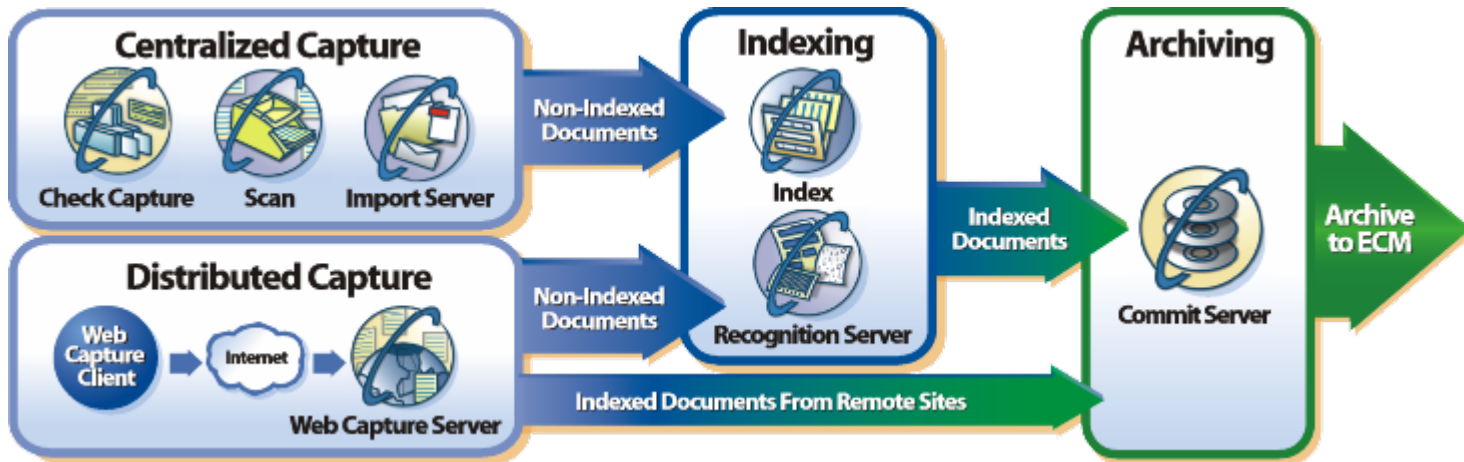 Centralized Capture
Check Capture
Scan
Import Server
Non-Indexed
Documents
Distributed Capture
Web
Capture
Client
Internet
Web Capture Server
Non-Indexed
Documents
Indexing
Index
Recognition Server
Indexed
Documents
Indexed Documents From Remote Sites
Archiving
Commit Server
Archive
to ECM